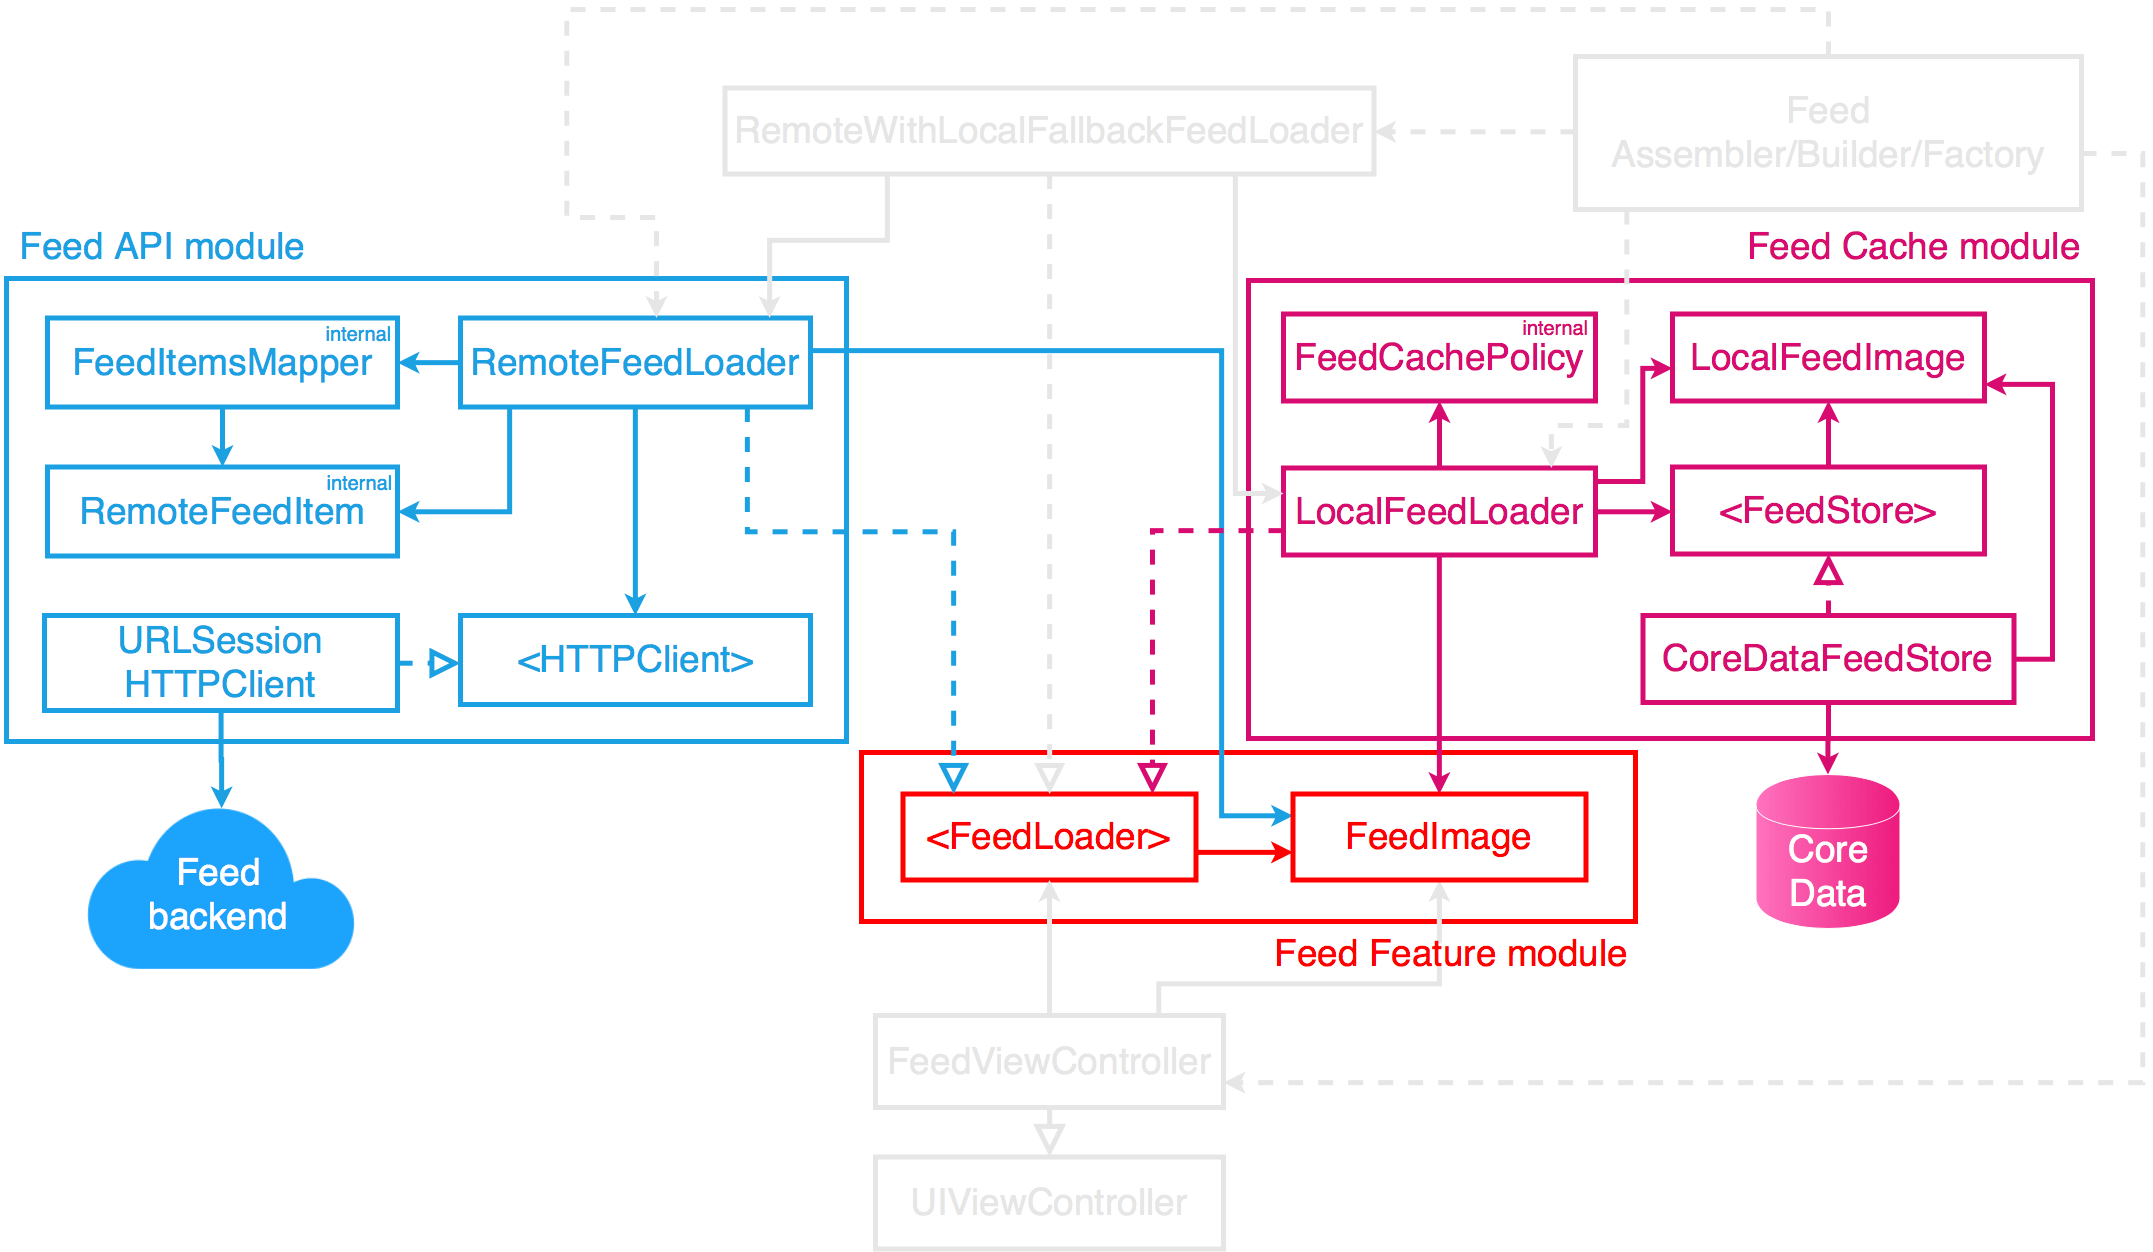 Feed
Assembler/Builder/Factory
RemoteWithLocalFallbackFeedLoader
Feed API module
Feed Cache module
internal
FeedItemsMapper
RemoteFeedLoader
internal
FeedCachePolicy
LocalFeedImage
internal
RemoteFeedItem
LocalFeedLoader
<FeedStore>
URLSession
HTTPClient
<HTTPClient>
CoreDataFeedStore
<FeedLoader>
FeedImage
Core
Data
Feed
backend
Feed Feature module
FeedViewController
UIViewController